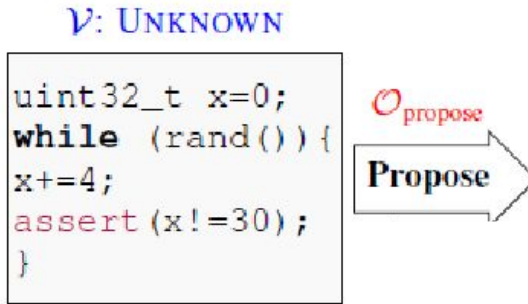 𝒱: UNKNOWN
uint32_t x=0;
while (rand()){
x+=4;
assert(x!=30);
}
𝒪propose
Propose